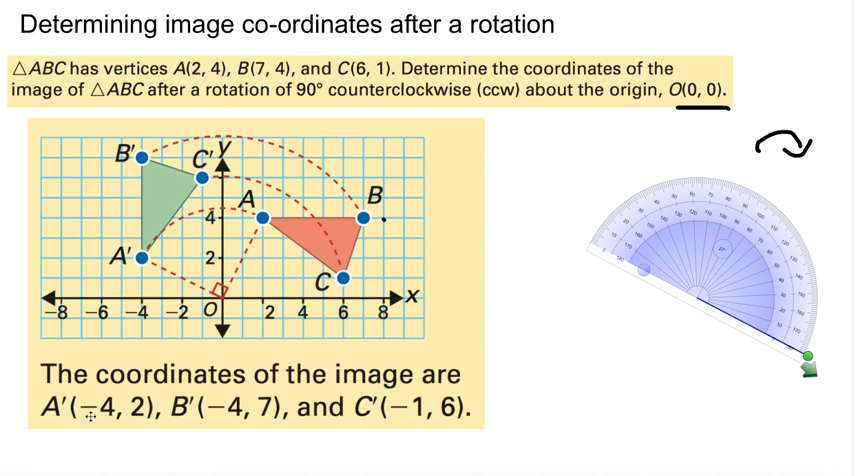 Determining image co-ordinates after a rotation
△ABC has vertices A(2, 4), B(7, 4), and C(6, 1). Determine the coordinates of the
image of △ABC after a rotation of 90° counterclockwise (ccw) about the origin, O(0, 0).
B′
C′
y
A
B
4
A′
2
C
x
−8 −6 −4 −2 O 2 4 6 8
27°
The coordinates of the image are
A′(−4, 2), B′(−4, 7), and C′(−1, 6).